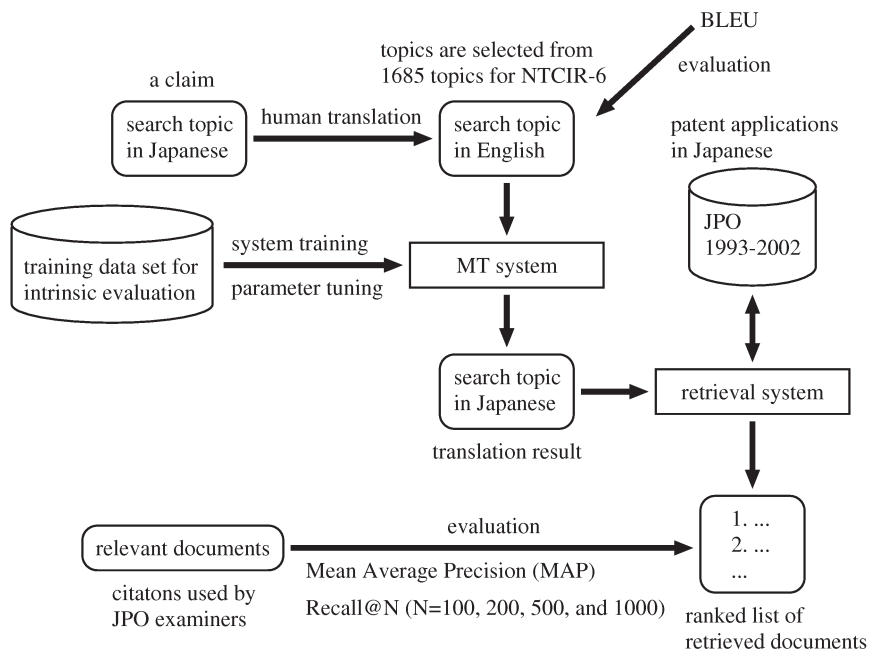 BLEU
evaluation
topics are selected from
1685 topics for NTCIR-6
a claim
search topic
in Japanese
human translation
search topic
in English
patent applications
in Japanese
JPO
1993-2002
training data set for
intrinsic evaluation
system training
parameter tuning
MT system
search topic
in Japanese
translation result
retrieval system
relevant documents
citatons used by
JPO examiners
evaluation
Mean Average Precision (MAP)
Recall@N (N=100, 200, 500, and 1000)
1. ...
2. ...
...
ranked list of
retrieved documents